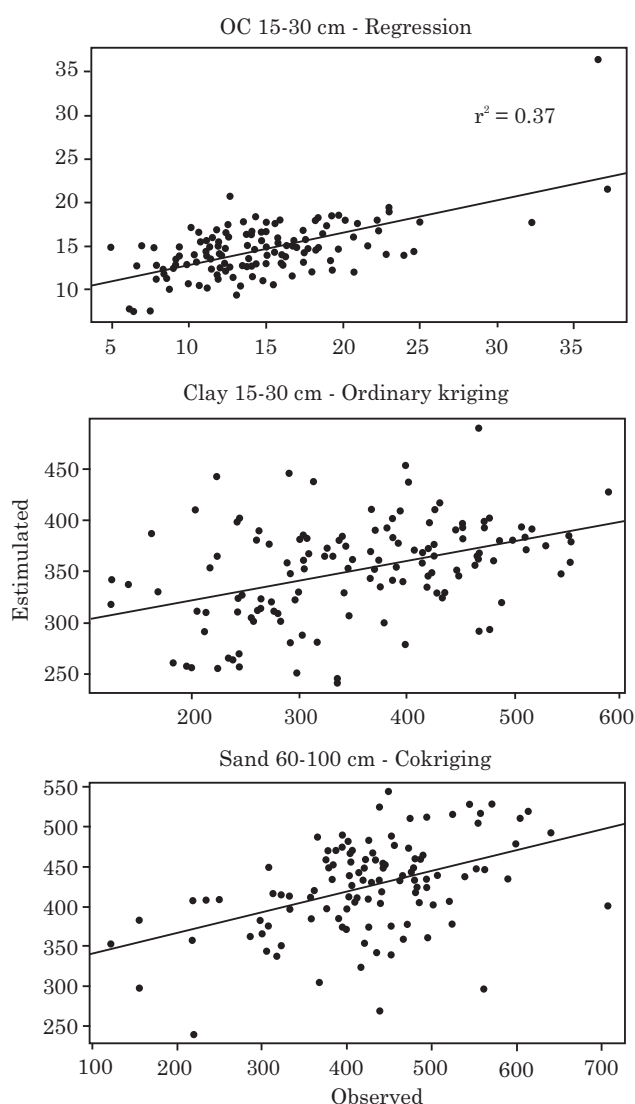 OC 15-30 cm - Regression
35
30
25
20
15
10
r² = 0.37
5 10 15 20 25 30 35
Clay 15-30 cm - Ordinary kriging
Estimulated
450
400
350
300
250
200 300 400 500 600
Sand 60-100 cm - Cokriging
550
500
450
400
350
300
250
100 200 300 400 500 600 700
Observed